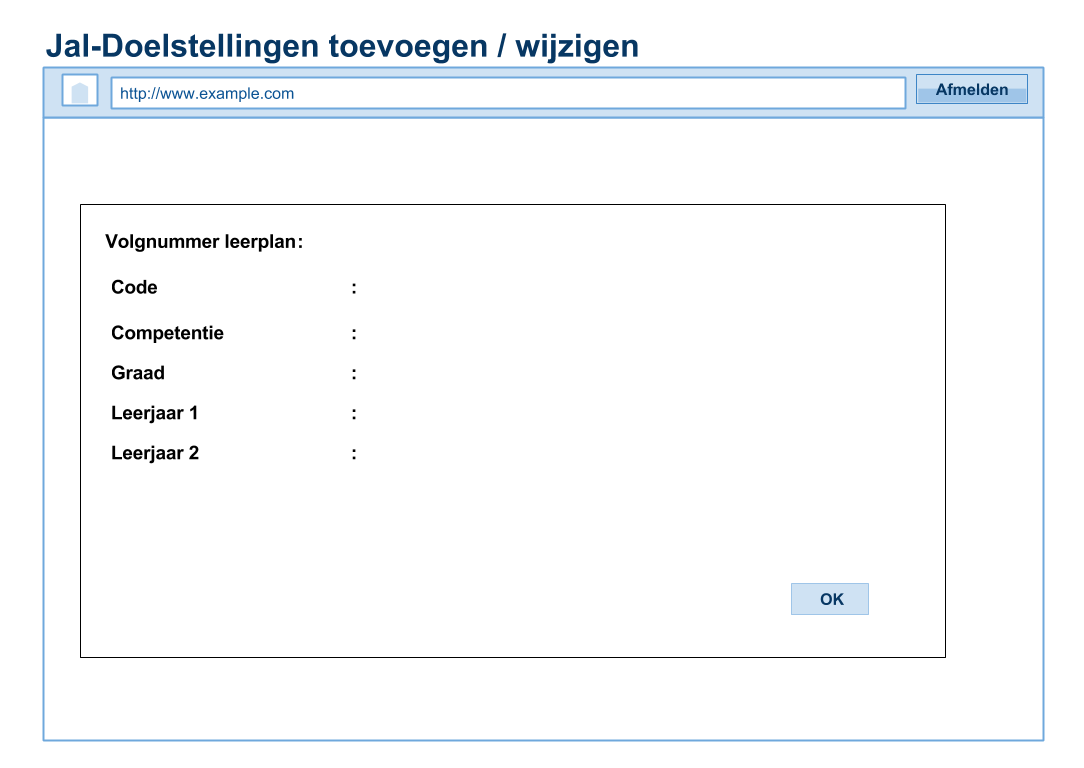 Jal-Doelstellingen toevoegen / wijzigen
http://www.example.com
Afmelden
Volgnummer leerplan:
Code :
Competentie :
Graad :
Leerjaar 1 :
Leerjaar 2 :
OK